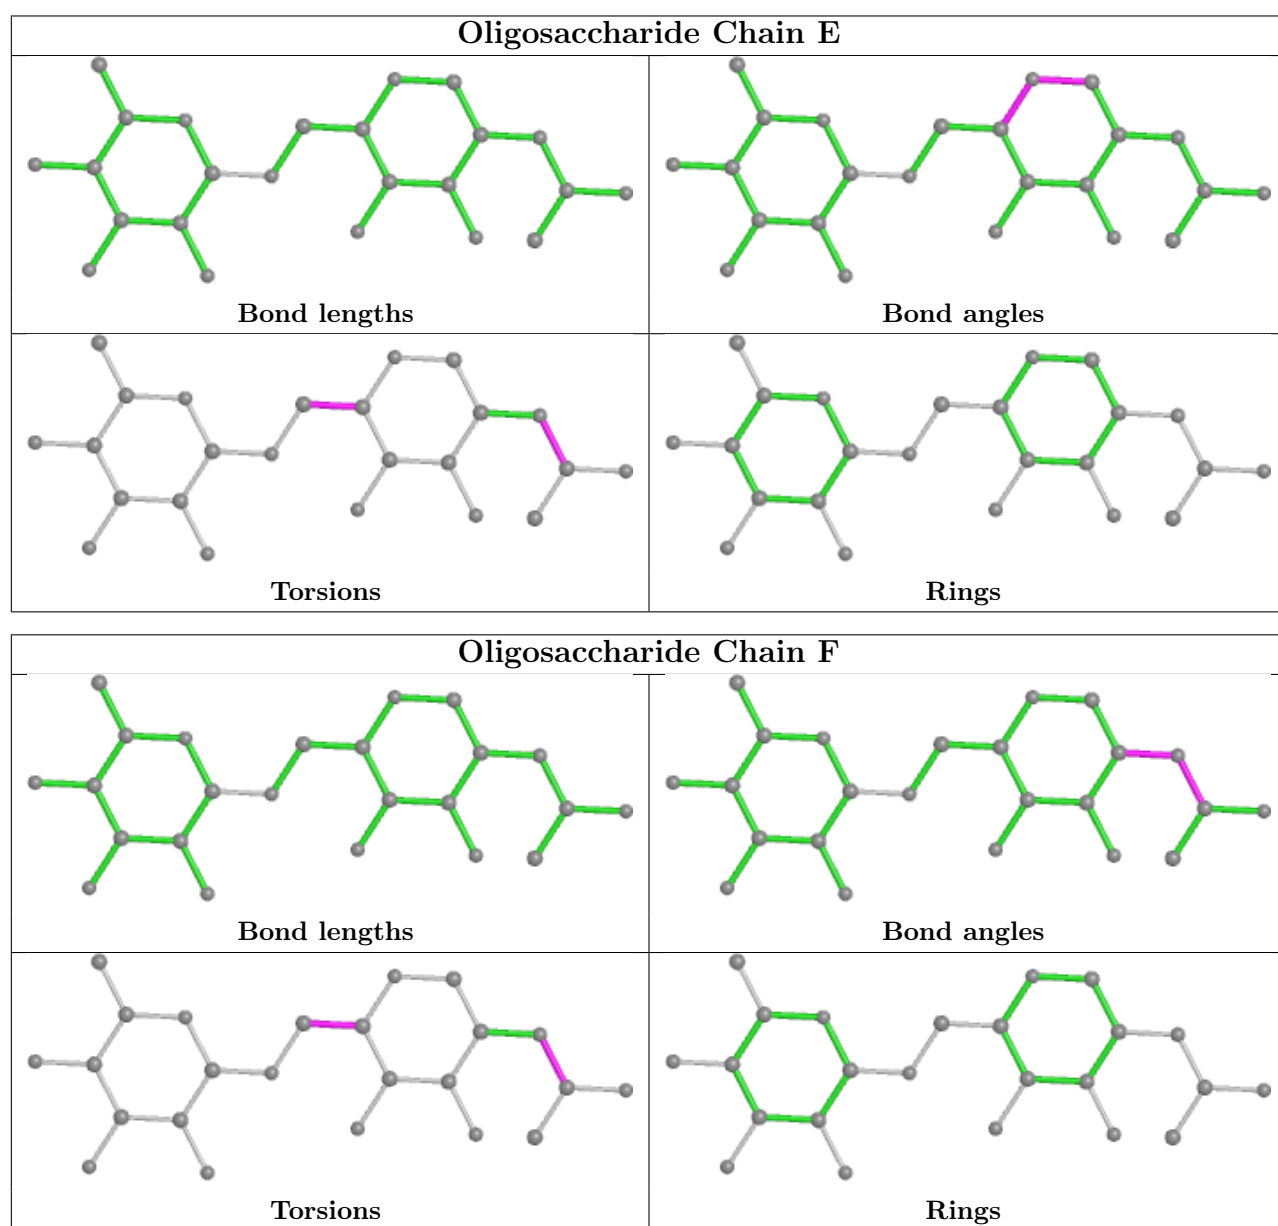 Oligosaccharide Chain E
Bond lengths
Bond angles
Torsions
Rings
Oligosaccharide Chain F
Bond lengths
Bond angles
Torsions
Rings